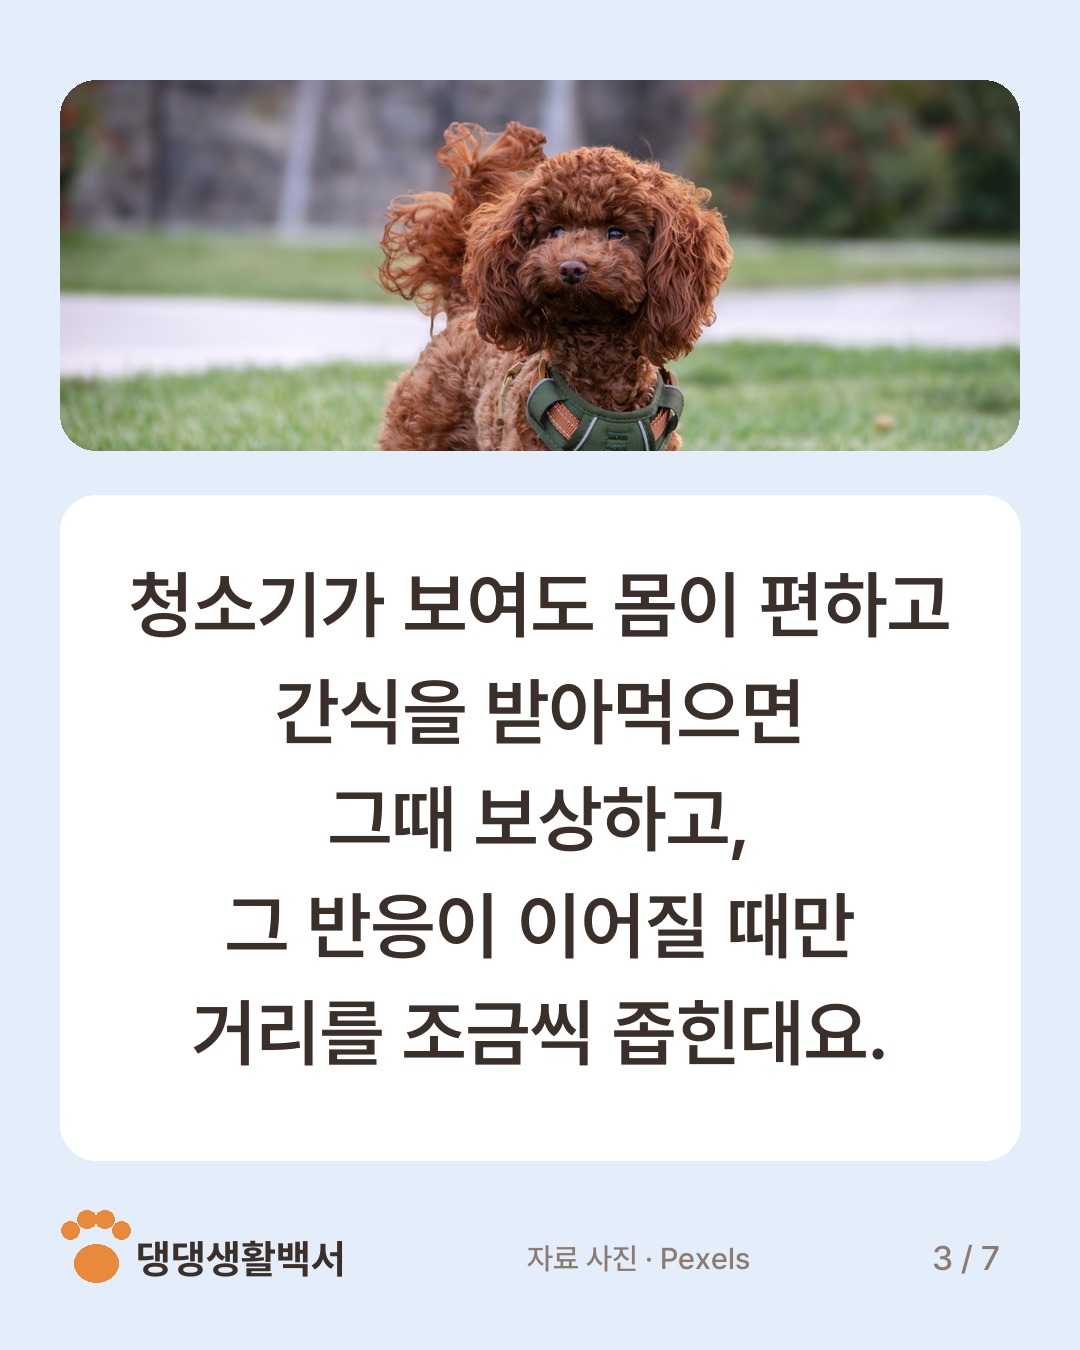 청소기가 보여도 몸이 편하고
간식을 받아먹으면
그때 보상하고,
그 반응이 이어질 때만
거리를 조금씩 좁힌대요.
댕댕생활백서
자료 사진 · Pexels
3 / 7